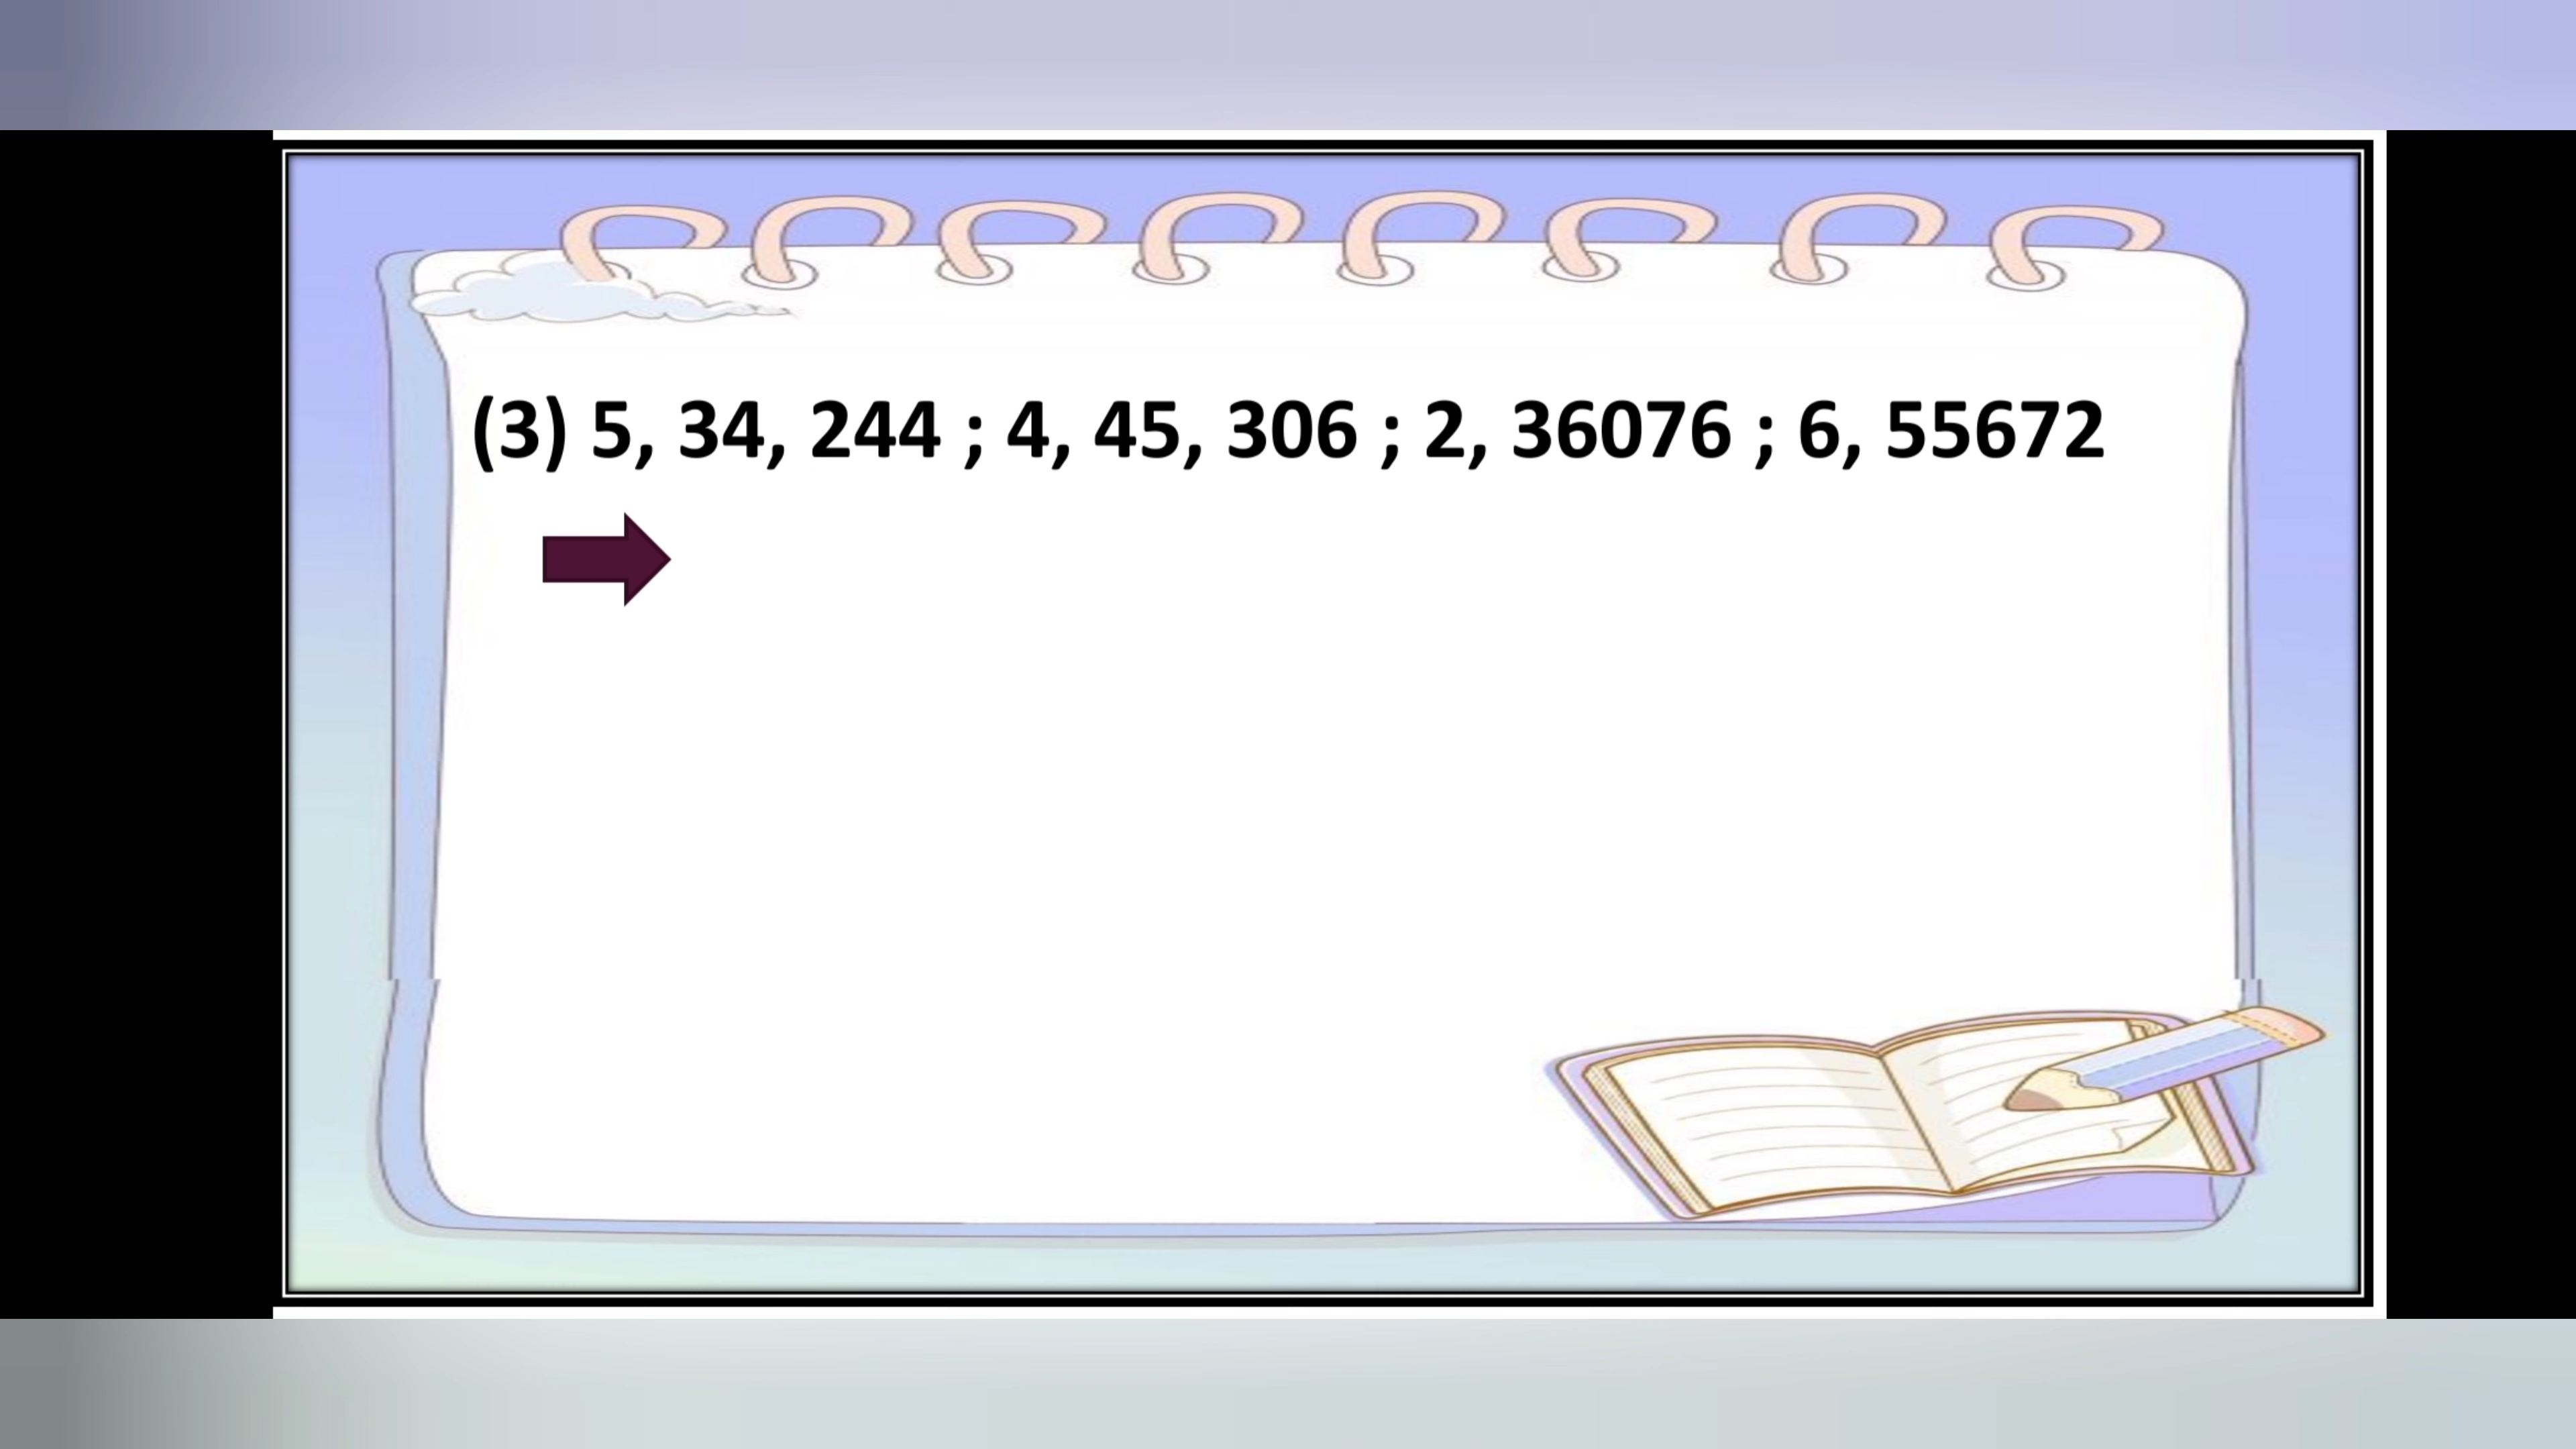 (3) 5, 34, 244 ; 4, 45, 306 ; 2, 36076 ; 6, 55672